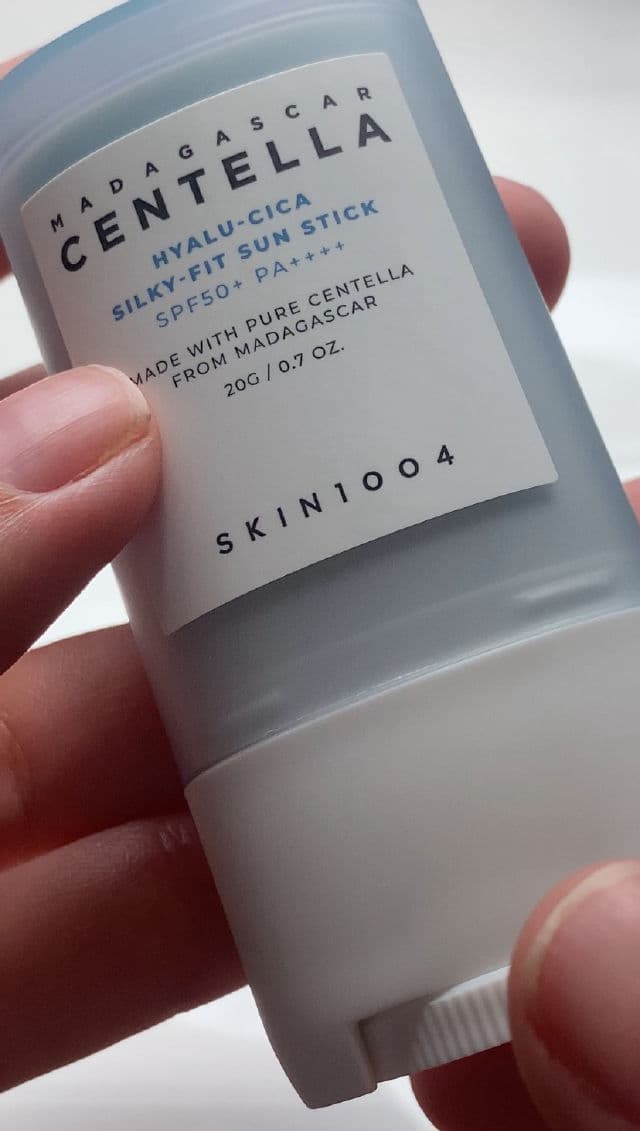 MADAGASCAR
CENTELLA
HYALU-CICA
SILKY-FIT SUN STICK
SPF50+ PA++++
MADE WITH PURE CENTELLA
FROM MADAGASCAR
20G / 0.7 OZ.
SKIN1004